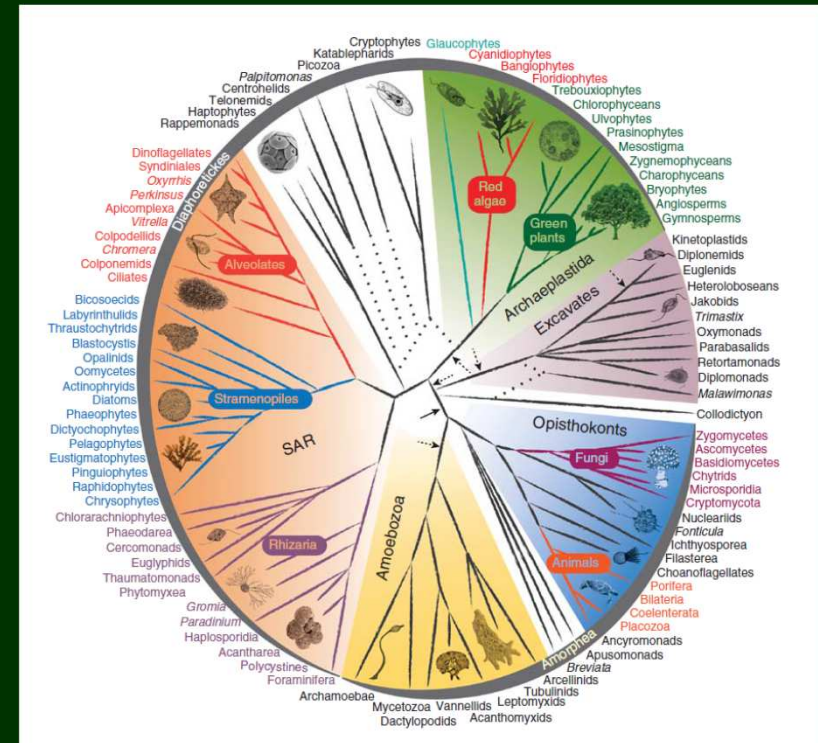 Cryptophytes
Katablepharids
Picozoa
Palpitomonas
Centrohelids
Telonemids
Haptophytes
Rappemonads
Dinoflagellates
Syndiniales
Oxyrrhis
Perkinsus
Apicomplexa
Vitrella
Colpodellids
Chromera
Colponemids
Ciliates
Bicosoecids
Labyrinthulids
Thraustochytrids
Blastocystis
Opalinids
Oomycetes
Actinophryids
Diatoms
Phaeophytes
Dictyochophytes
Pelagophytes
Eustigmatophytes
Pinguiophytes
Raphidophytes
Chrysophytes
Chlorarachniophytes
Phaeodarea
Cercomonads
Euglyphids
Thaumatomonads
Phytomyxea
Gromia
Paradinium
Haplosporidia
Acantharea
Polycystines
Foraminifera
Archamoebae
Mycetozoa
Dactylopodids
Vannellids
Acanthomyxids
Leptomyxids
Tubulinids
Arcellinids
Breviata
Apusomonads
Ancyromonads
Placozoa
Coelenterata
Bilateria
Porifera
Choanoflagellates
Filasterea
Ichthyosporea
Fonticula
Nucleariids
Cryptomycota
Microsporidia
Chytrids
Basidiomycetes
Ascomycetes
Zygomycetes
Collodictyon
Malawimonas
Diplomonads
Retortamonads
Parabasalids
Oxymonads
Trimastix
Jakobids
Heteroloboseans
Euglenids
Diplonemids
Kinetoplastids
Gymnosperms
Angiosperms
Bryophytes
Charophyceans
Zygnemophyceans
Mesostigma
Prasinophytes
Ulvophytes
Chlorophyceans
Trebouxiophytes
Floridiophytes
Bangiophytes
Cyanidiophytes
Glaucophytes
Diaphoretickes
Amorphea
Red
algae
Green
plants
Archaeplastida
Excavates
Opisthokonts
Fungi
Animals
Amoebozoa
SAR
Alveolates
Stramenopiles
Rhizaria